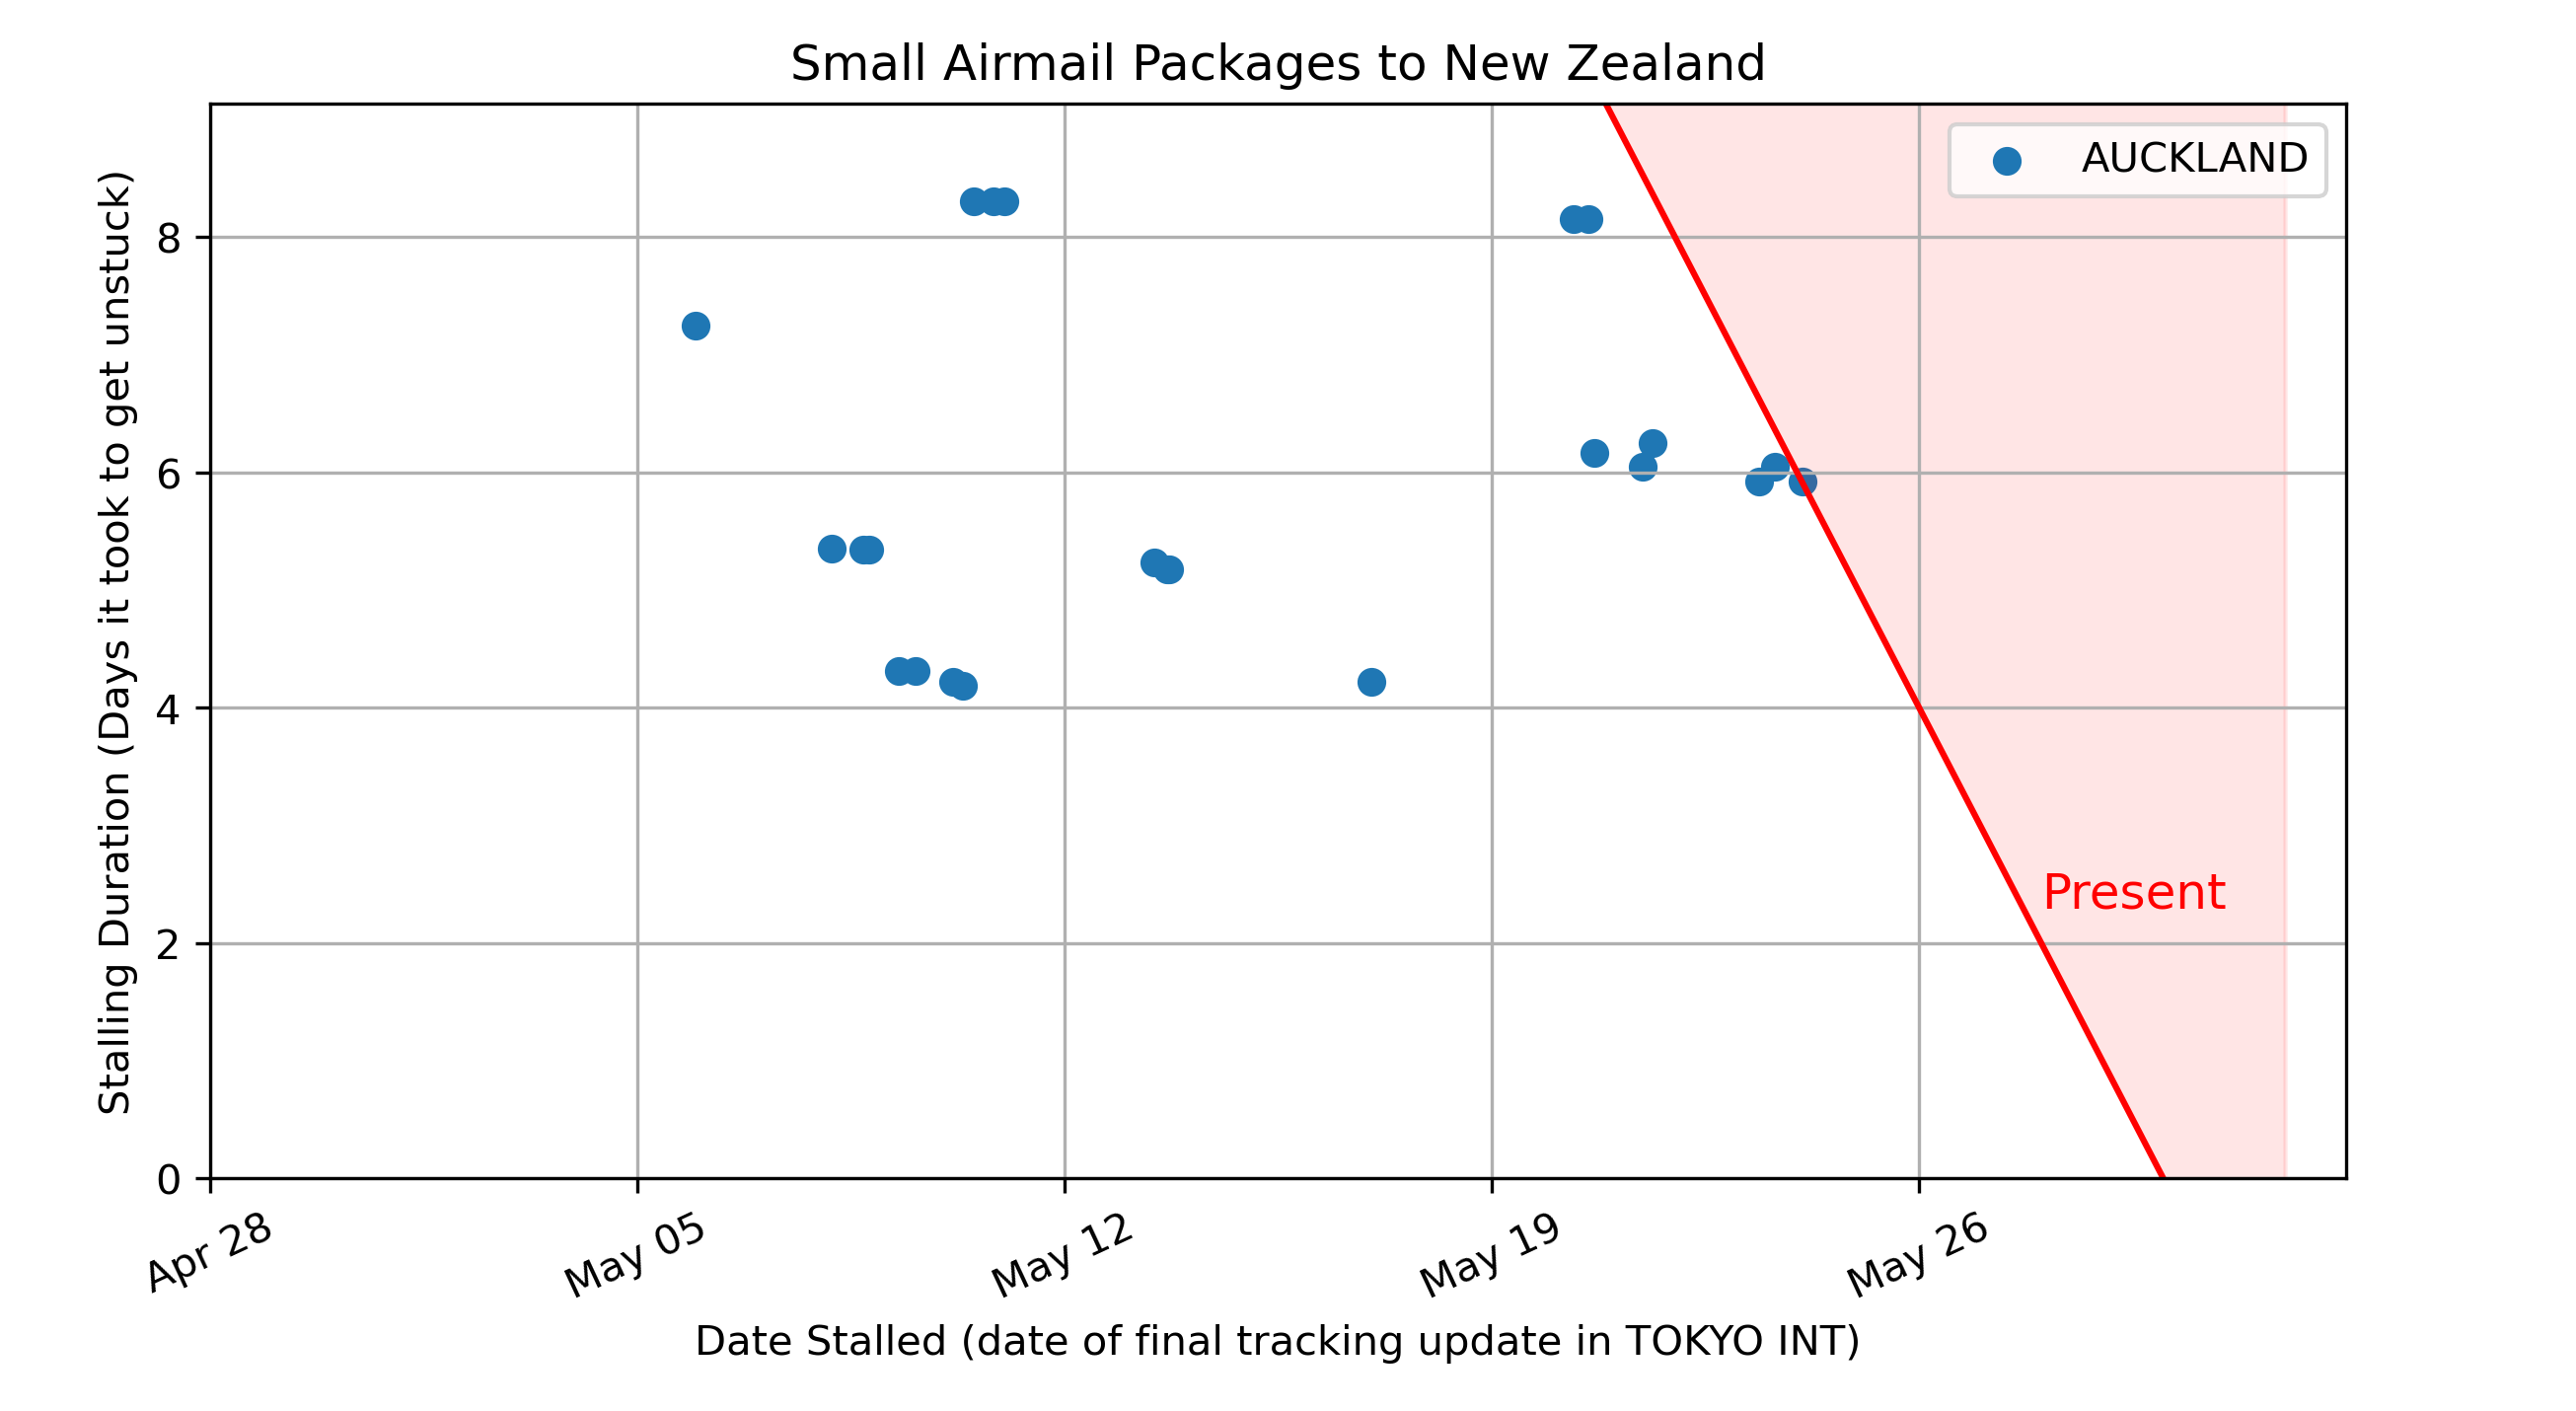 Small Airmail Packages to New Zealand
AUCKLAND
Stalling Duration (Days it took to get unstuck)
8
6
4
2
0
Present
Apr 28
May 05
May 12
May 19
May 26
Date Stalled (date of final tracking update in TOKYO INT)